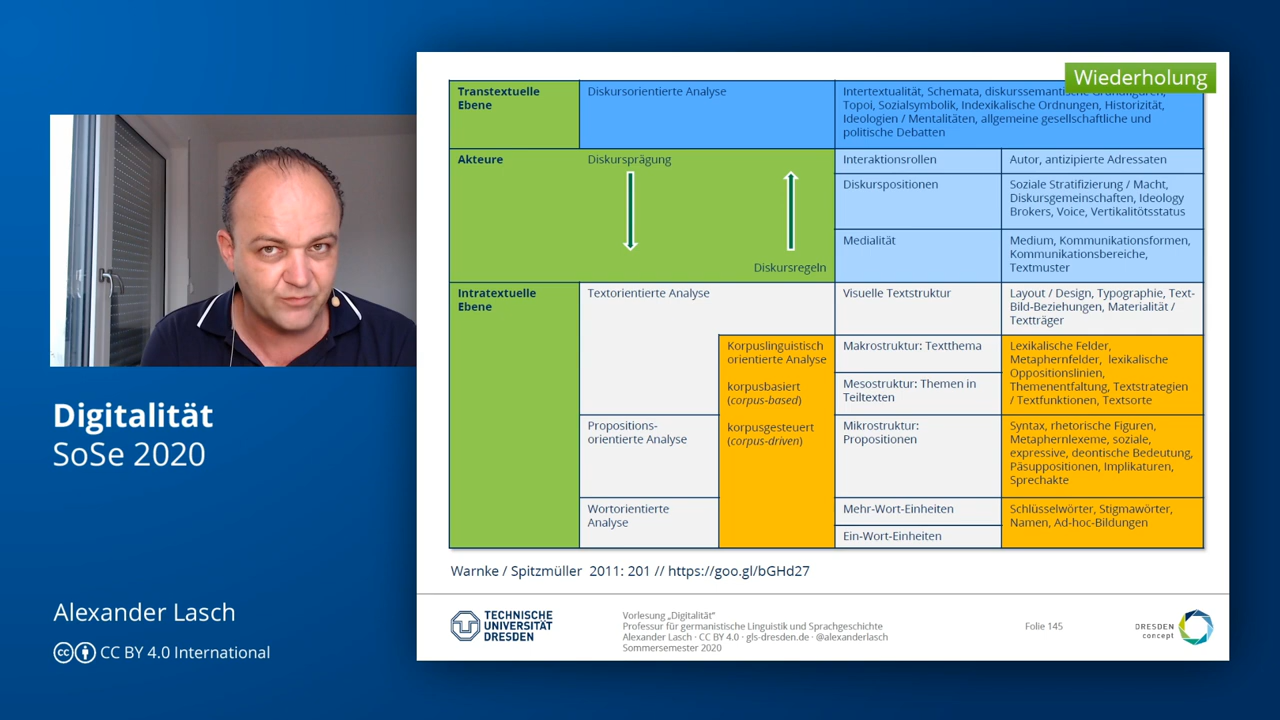 Wiederholung
Transtextuelle
Ebene
Diskursorientierte Analyse
Intertextualität, Schemata, diskurssemantische Grundfiguren,
Topoi, Sozialsymbolik, Indexikalische Ordnungen, Historizität,
Ideologien / Mentalitäten, allgemeine gesellschaftliche und
politische Debatten
Akteure
Diskursprägung
Diskursregeln
Interaktionsrollen
Autor, antizipierte Adressaten
Diskurspositionen
Soziale Stratifizierung / Macht,
Diskursgemeinschaften, Ideology
Brokers, Voice, Vertikalitötsstatus
Medialität
Medium, Kommunikationsformen,
Kommunikationsbereiche,
Textmuster
Intratextuelle
Ebene
Textorientierte Analyse
Visuelle Textstruktur
Layout / Design, Typographie, Text-
Bild-Beziehungen, Materialität /
Textträger
Korpuslinguistisch
orientierte Analyse
korpusbasiert
(corpus-based)
korpusgesteuert
(corpus-driven)
Makrostruktur: Textthema
Mesostruktur: Themen in
Teiltexten
Lexikalische Felder,
Metaphernfelder, lexikalische
Oppositionslinien,
Themenentfaltung, Textstrategien
/ Textfunktionen, Textsorte
Propositions-
orientierte Analyse
Mikrostruktur:
Propositionen
Syntax, rhetorische Figuren,
Metaphernlexeme, soziale,
expressive, deontische Bedeutung,
Päsuppositionen, Implikaturen,
Sprechakte
Wortorientierte
Analyse
Mehr-Wort-Einheiten
Ein-Wort-Einheiten
Schlüsselwörter, Stigmawörter,
Namen, Ad-hoc-Bildungen
Warnke / Spitzmüller 2011: 201 // https://goo.gl/bGHd27
TECHNISCHE
UNIVERSITÄT
DRESDEN
Vorlesung „Digitalität“
Professur für germanistische Linguistik und Sprachgeschichte
Alexander Lasch · CC BY 4.0 · gls-dresden.de · @alexanderlasch
Sommersemester 2020
Folie 145
DRESDEN
concept
Digitalität
SoSe 2020
Alexander Lasch
cc CC BY 4.0 International